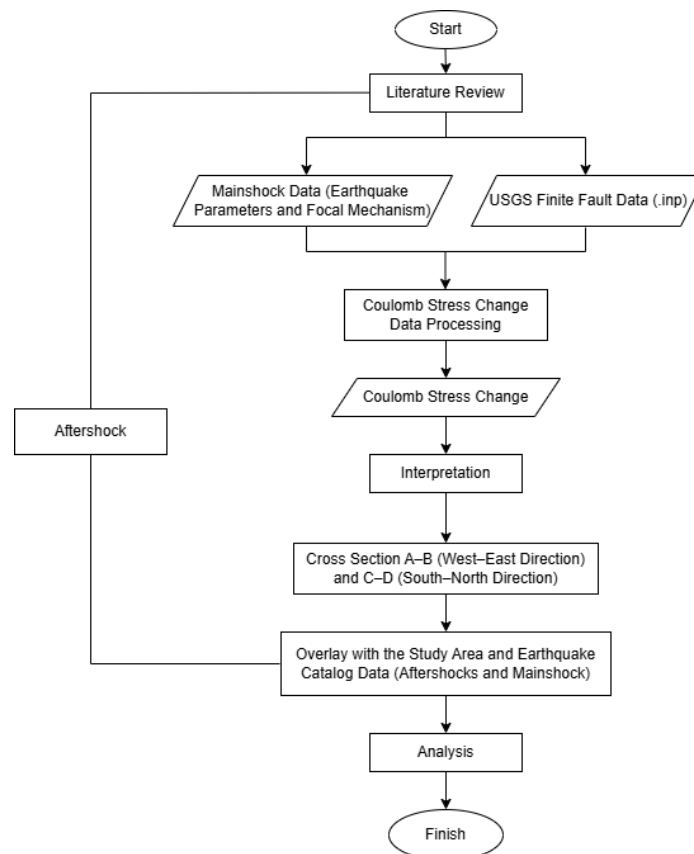 Start
Literature Review
Mainshock Data (Earthquake
Parameters and Focal Mechanism)
USGS Finite Fault Data (.inp)
Coulomb Stress Change
Data Processing
Coulomb Stress Change
Aftershock
Interpretation
Cross Section A–B (West–East Direction)
and C–D (South–North Direction)
Overlay with the Study Area and Earthquake
Catalog Data (Aftershocks and Mainshock)
Analysis
Finish